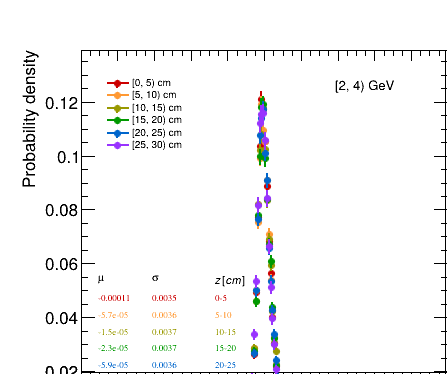 Probability density
[2, 4) GeV
[0, 5) cm
[5, 10) cm
[10, 15) cm
[15, 20) cm
[20, 25) cm
[25, 30) cm
0.12
0.1
0.08
0.06
0.04
0.02
μ σ z [cm]
-0.00011 0.0035 0-5
-5.7e-05 0.0036 5-10
-1.5e-05 0.0037 10-15
-2.3e-05 0.0037 15-20
-5.9e-05 0.0036 20-25